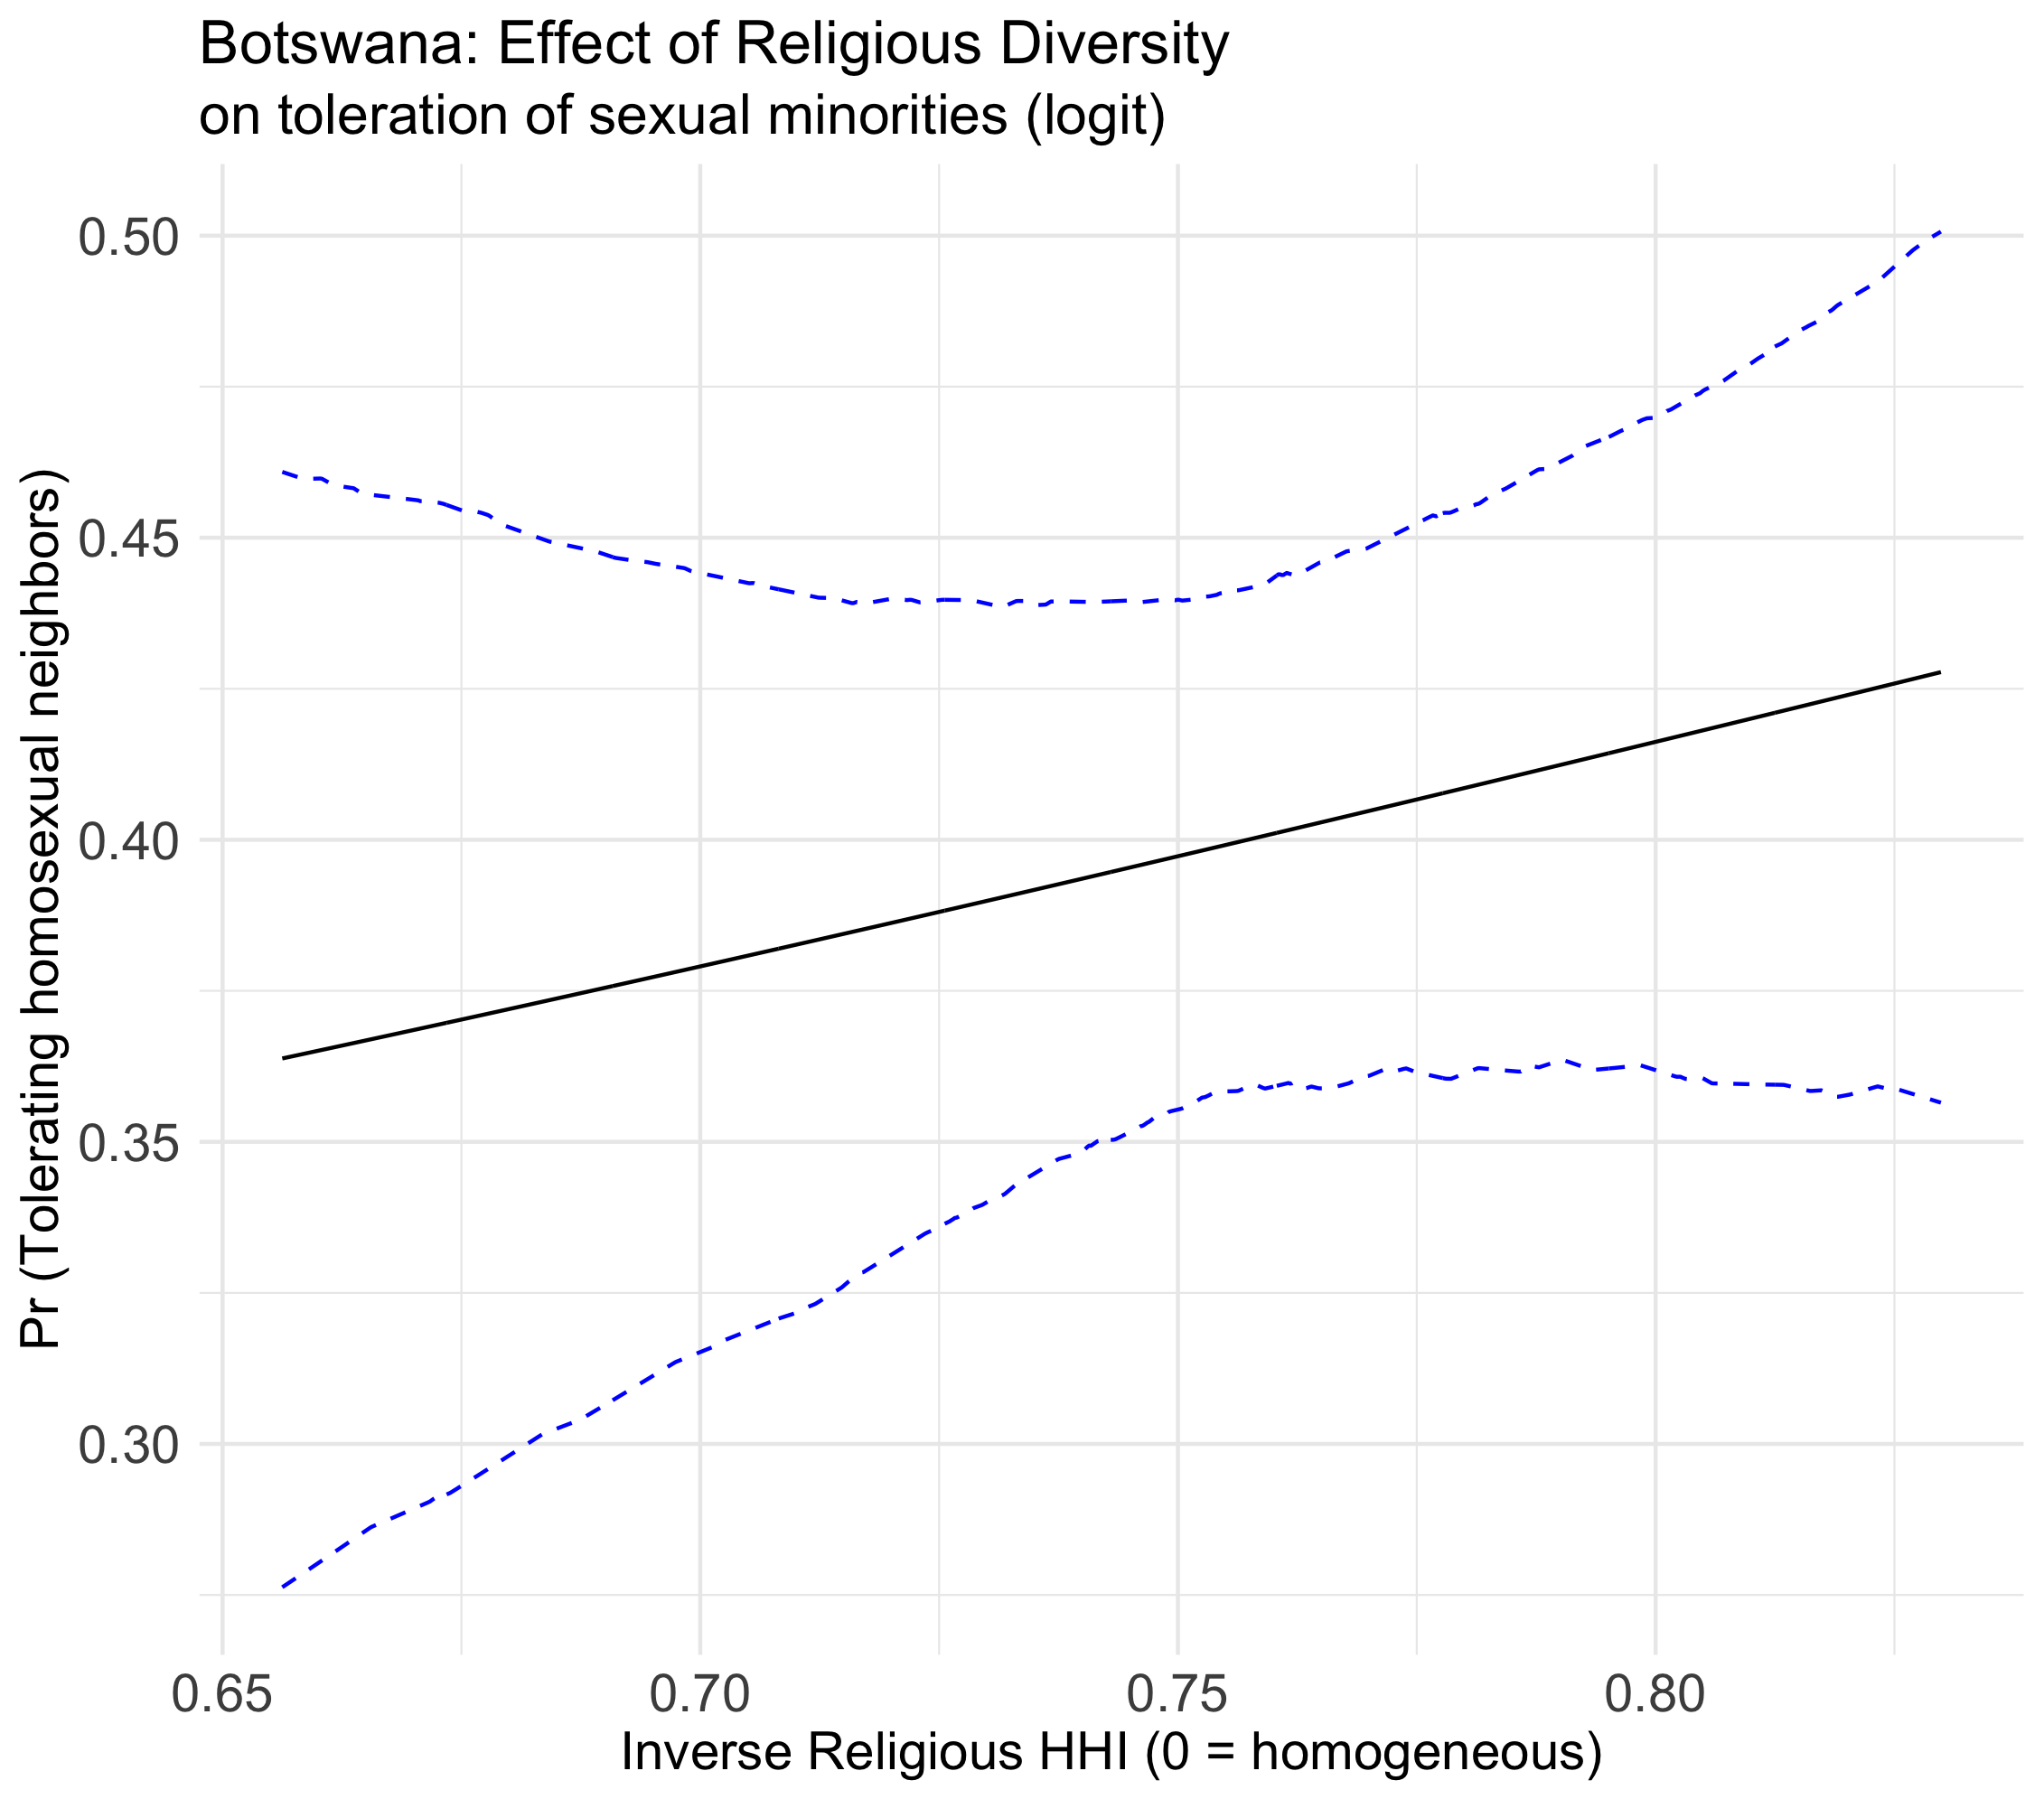 Botswana: Effect of Religious Diversity
on toleration of sexual minorities (logit)
Pr (Tolerating homosexual neighbors)
0.50
0.45
0.40
0.35
0.30
0.65
0.70
0.75
0.80
Inverse Religious HHI (0 = homogeneous)